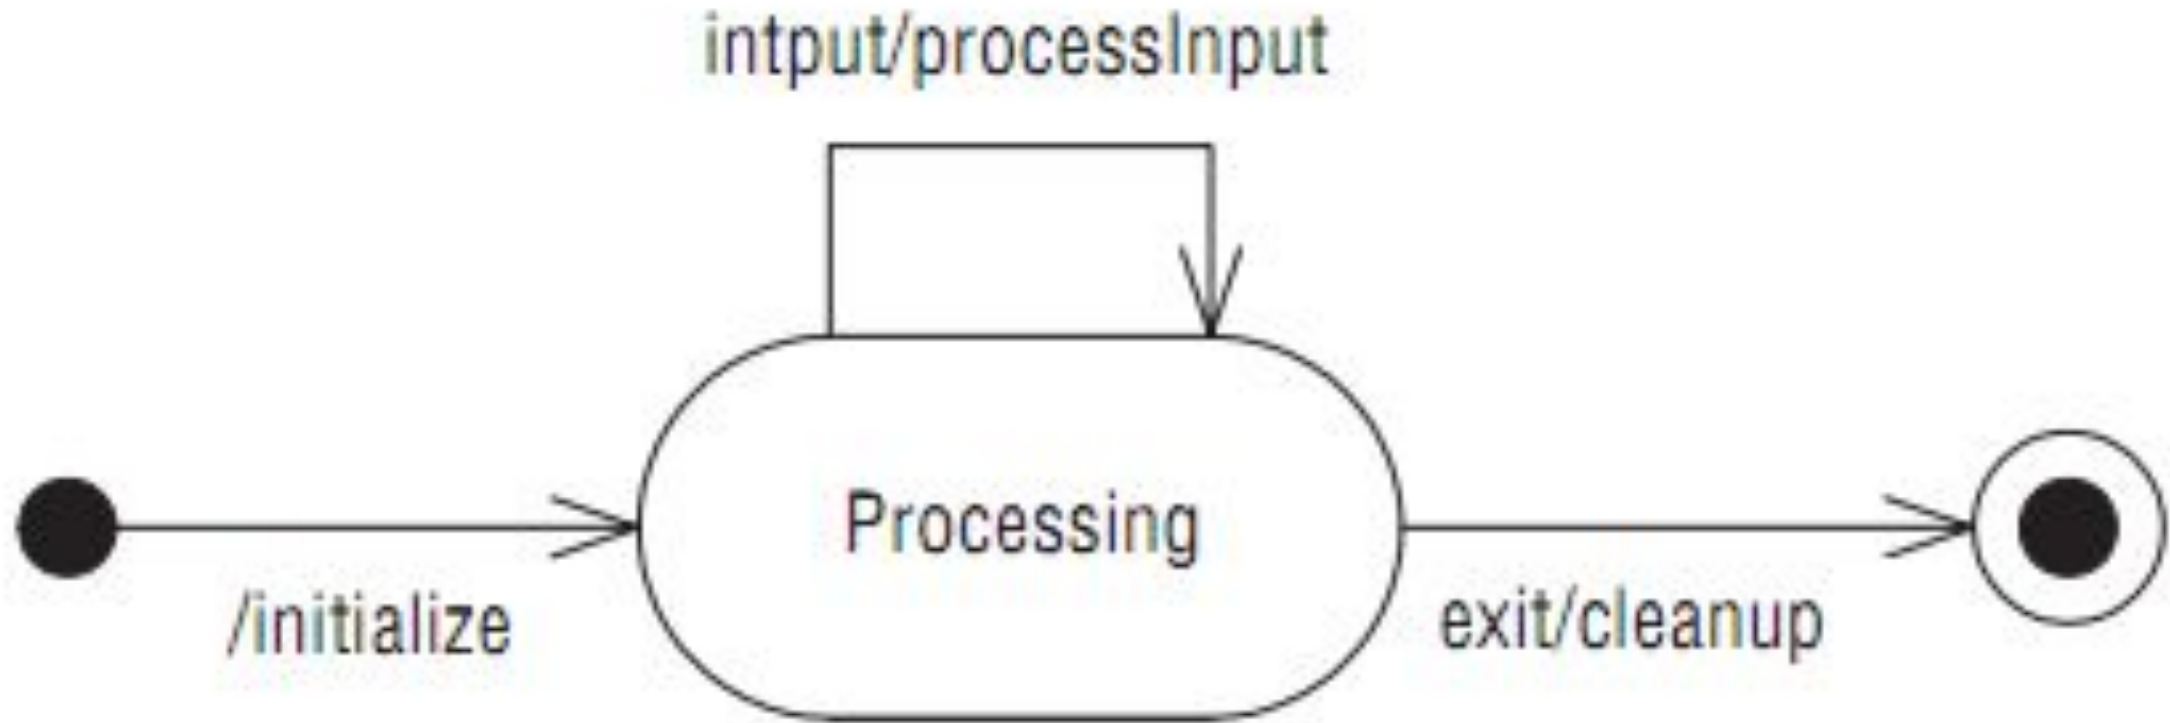 intput/processInput
Processing
/initialize
exit/cleanup